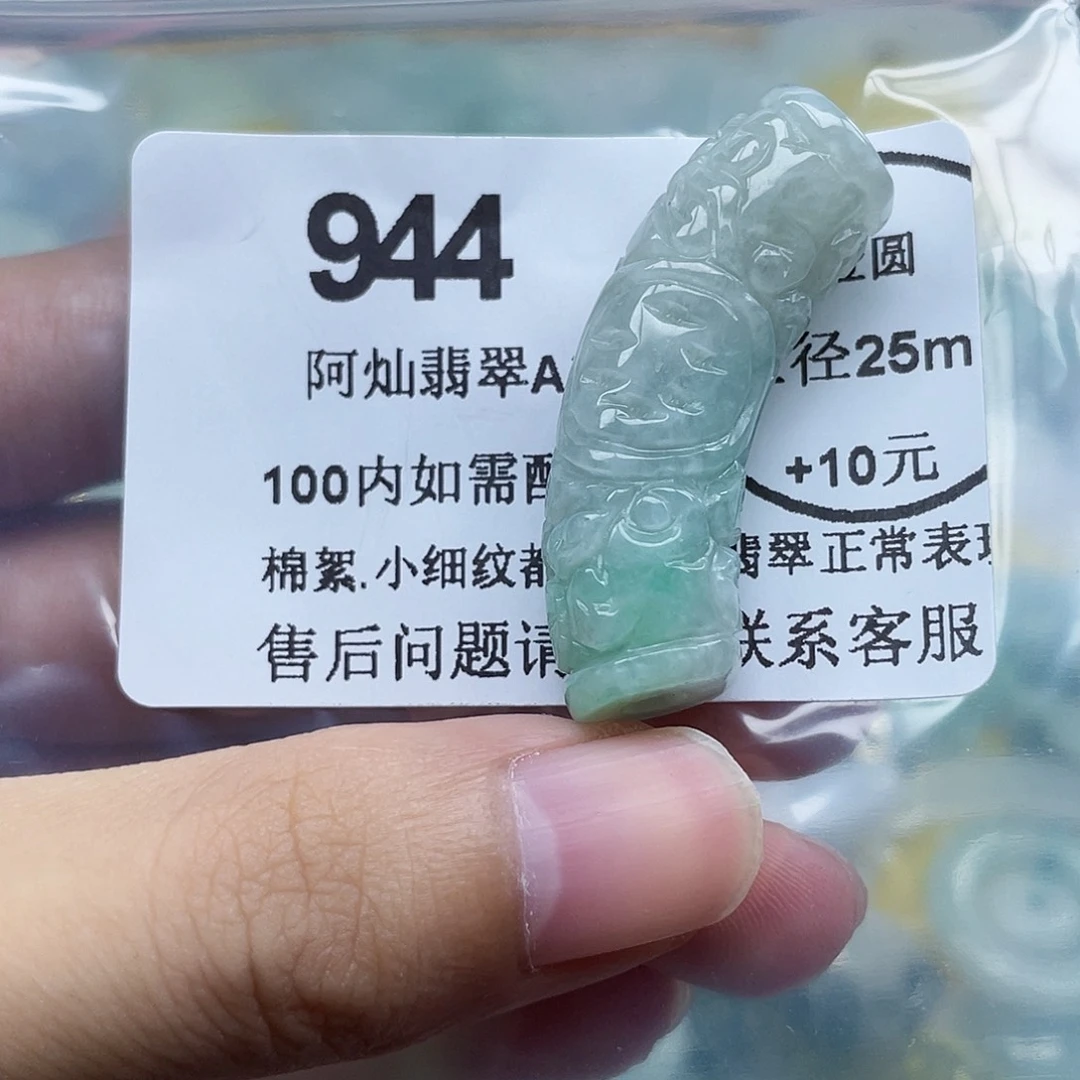 944
圆
阿灿翡翠A
径25m
100内如需
+10元
棉絮.小细纹都 翡翠正常表
售后问题请 联系客服